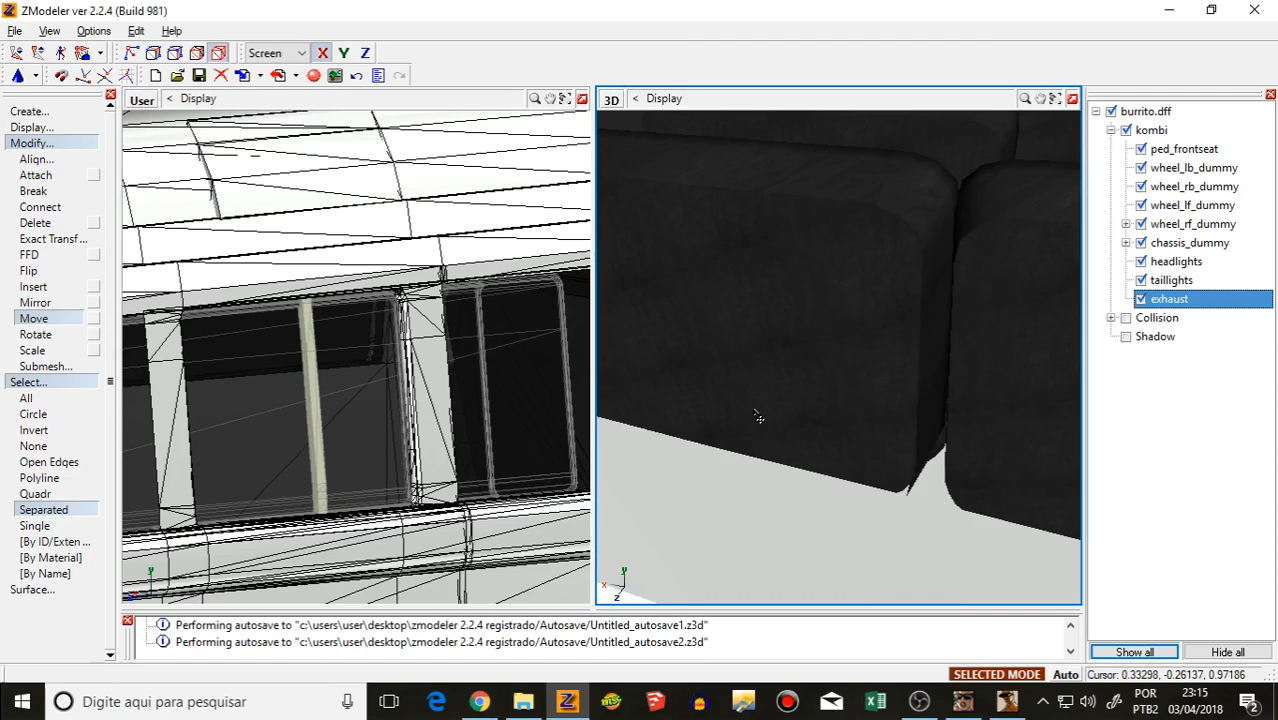 ZModeler ver 2.2.4 (Build 981)
File View Options Edit Help
Screen X Y Z
Create...
Display...
Modify...
Align...
Attach
Break
Connect
Delete
Exact Transf ...
FFD
Flip
Insert
Mirror
Move
Rotate
Scale
Submesh...
Select...
All
Circle
Invert
None
Open Edges
Polyline
Quadr
Separated
Single
[By ID/Exten ...
[By Material]
[By Name]
Surface...
User < Display
y
3D < Display
y
x
z
burrito.dff
kombi
ped_frontseat
wheel_lb_dummy
wheel_rb_dummy
wheel_lf_dummy
wheel_rf_dummy
chassis_dummy
headlights
taillights
exhaust
Collision
Shadow
Show all Hide all
Performing autosave to "c:\users\user\desktop\zmodeler 2.2.4 registrado/Autosave/Untitled_autosave1.z3d"
Performing autosave to "c:\users\user\desktop\zmodeler 2.2.4 registrado/Autosave/Untitled_autosave2.z3d"
SELECTED MODE Auto Cursor: 0.33298, -0.26137, 0.97186
Digite aqui para pesquisar
POR
PTB2
23:15
03/04/2018
2